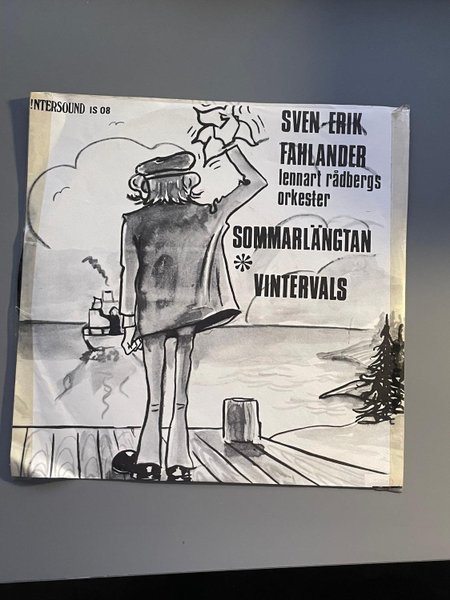 INTERSOUND IS 08
SVEN-ERIK
FAHLANDER
lennart rådbergs
orkester
SOMMARLÄNGTAN
*
VINTERVALS